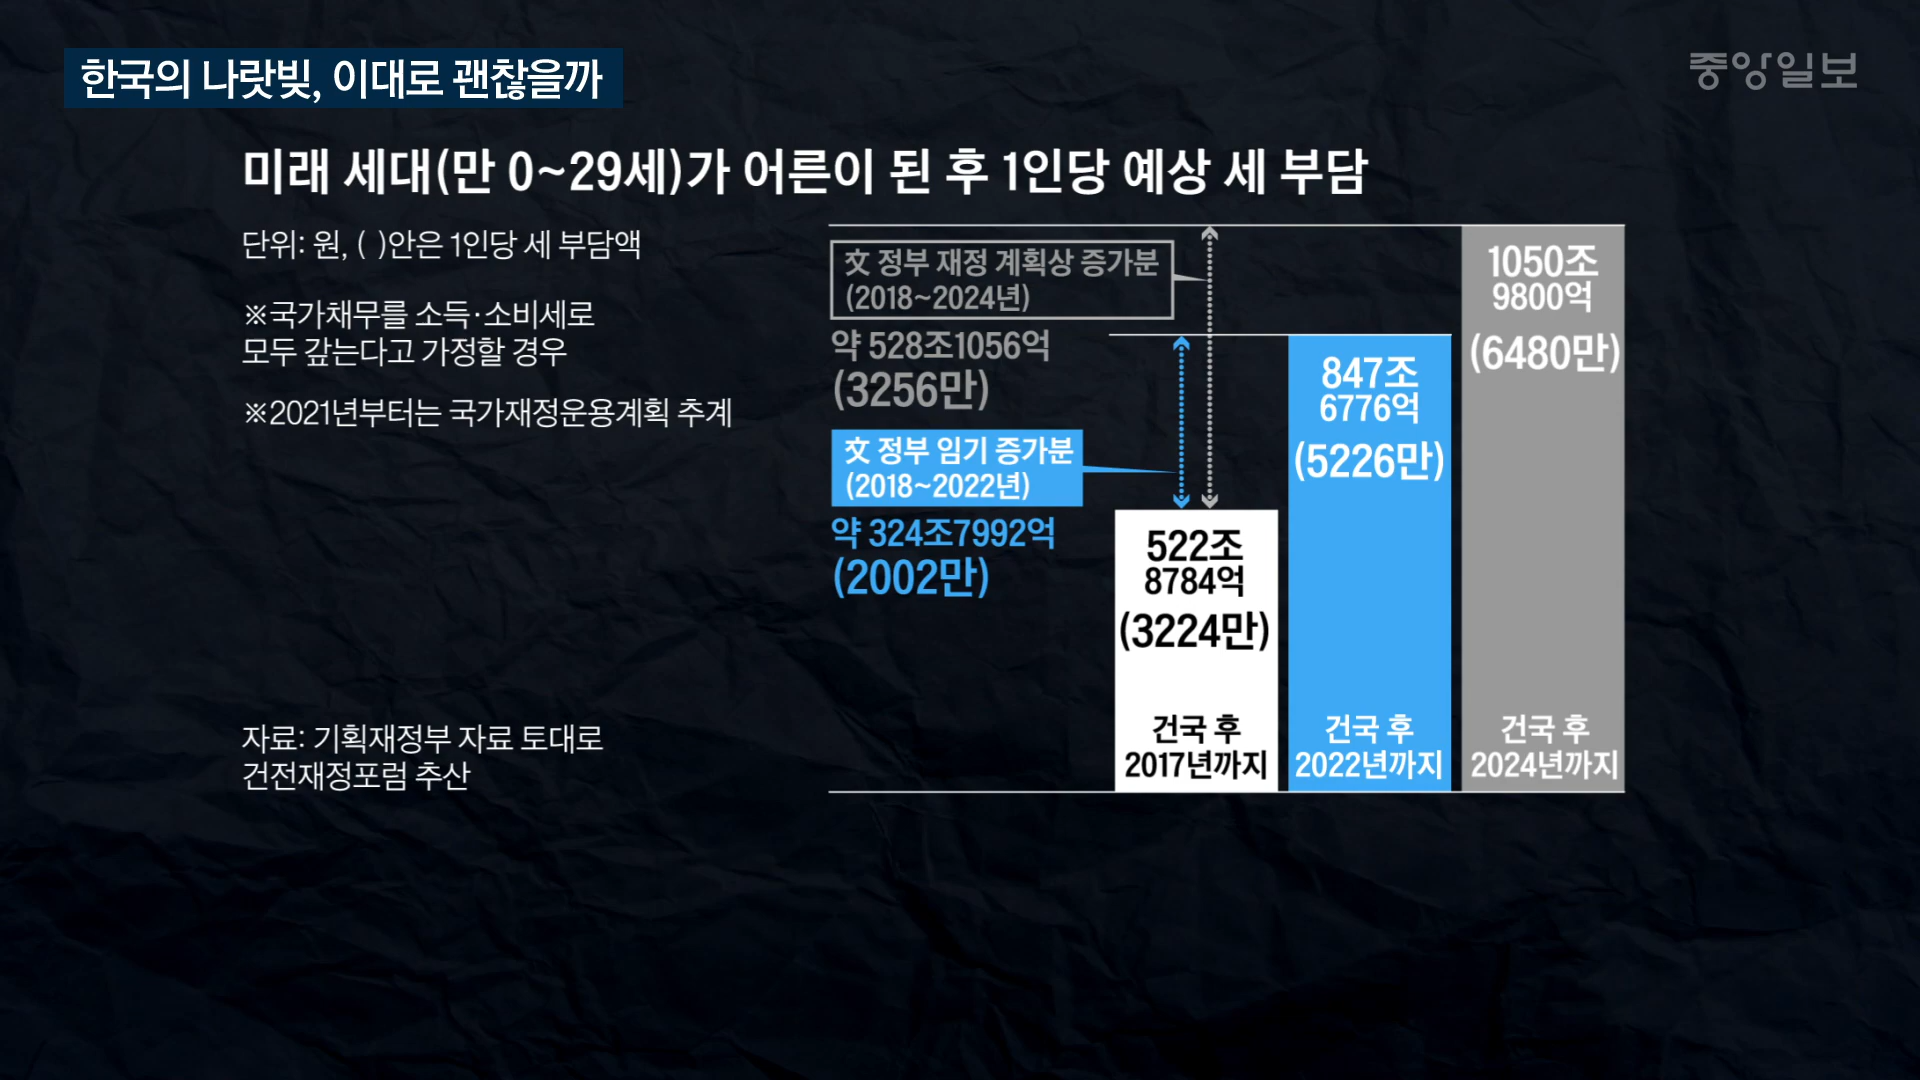 한국의 나랏빚, 이대로 괜찮을까
중앙일보
미래 세대(만 0~29세)가 어른이 된 후 1인당 예상 세 부담
단위: 원, ( )안은 1인당 세 부담액
※국가채무를 소득·소비세로
모두 갚는다고 가정할 경우
※2021년부터는 국가재정운용계획 추계
자료: 기획재정부 자료 토대로
건전재정포럼 추산
文 정부 재정 계획상 증가분
(2018~2024년)
약 528조1056억
(3256만)
文 정부 임기 증가분
(2018~2022년)
약 324조7992억
(2002만)
522조
8784억
(3224만)
건국 후
2017년까지
847조
6776억
(5226만)
건국 후
2022년까지
1050조
9800억
(6480만)
건국 후
2024년까지